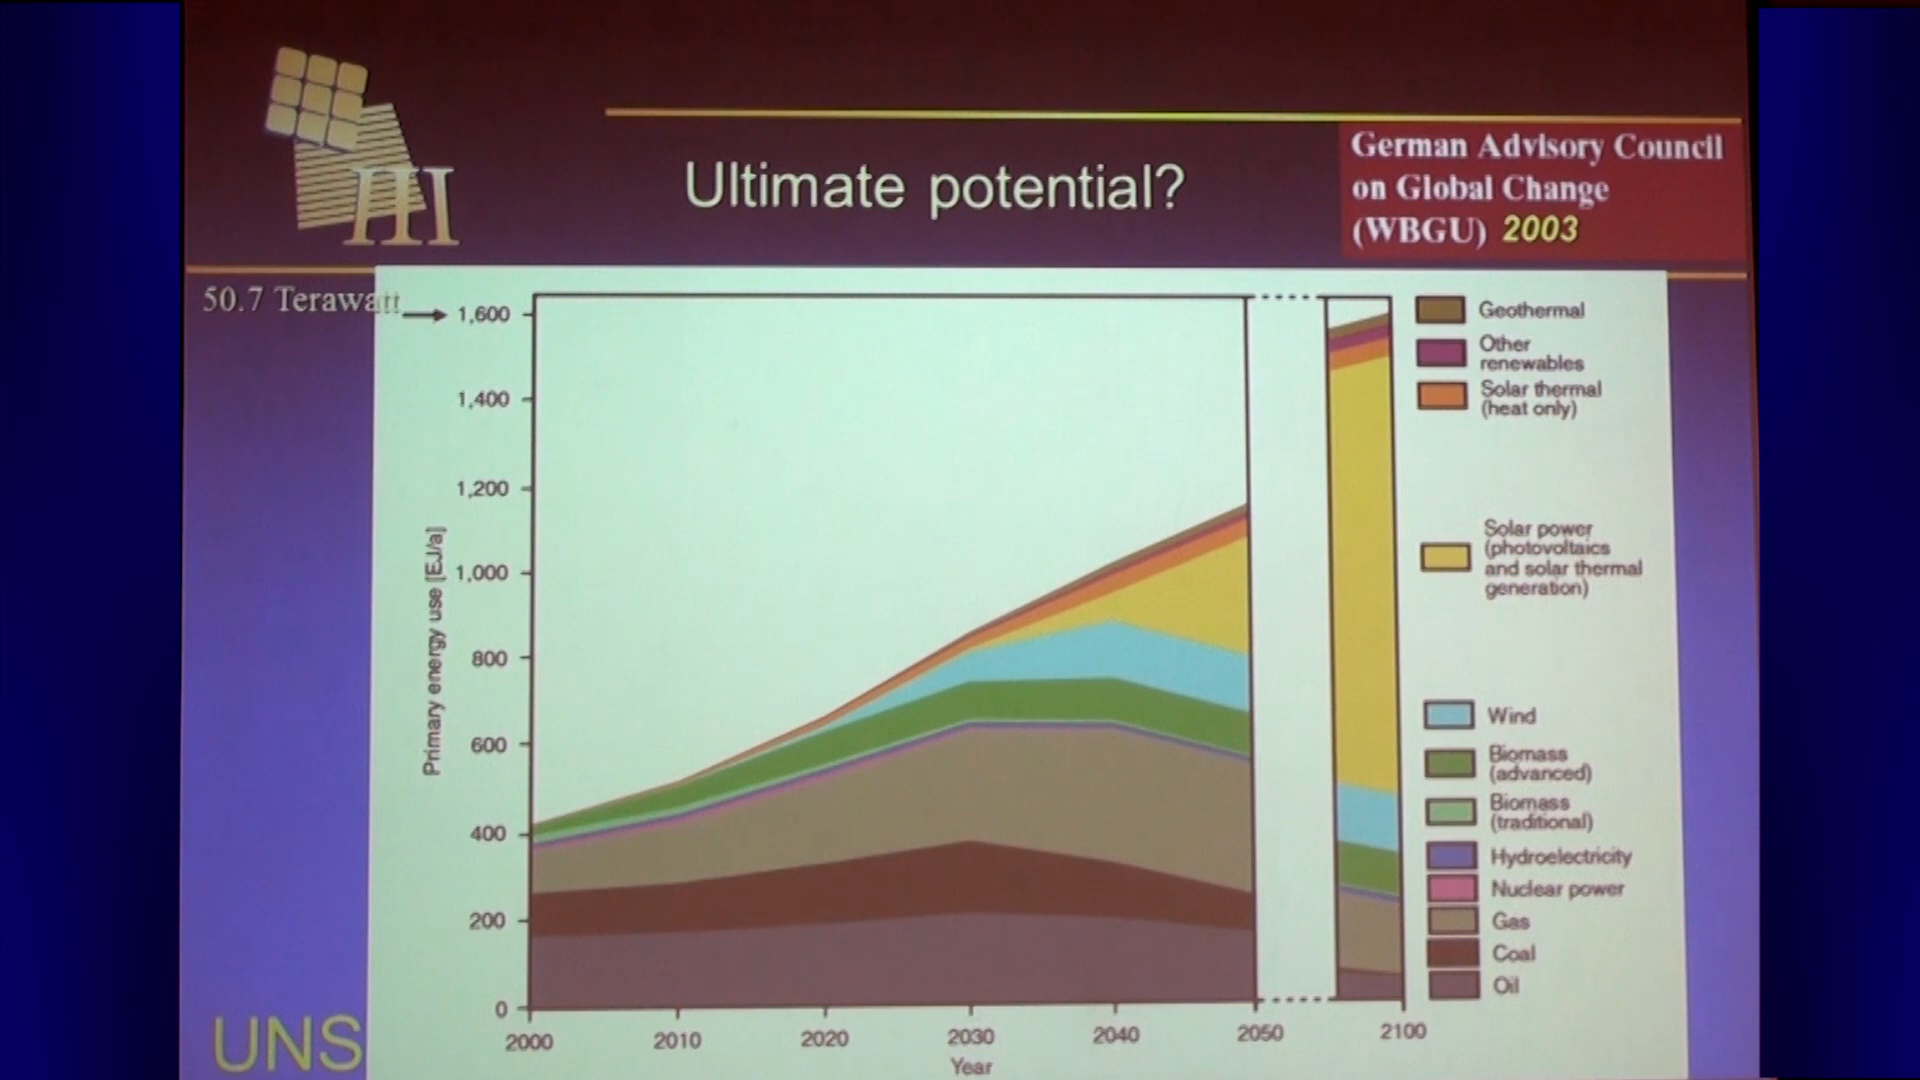 III
Ultimate potential?
German Advisory Council
on Global Change
(WBGU) 2003
50.7 Terawatt
1,600
1,400
1,200
1,000
800
600
400
200
0
Primary energy use [EJ/a]
2000
2010
2020
2030
2040
2050
2100
Year
Geothermal
Other
renewables
Solar thermal
(heat only)
Solar power
(photovoltaics
and solar thermal
generation)
Wind
Biomass
(advanced)
Biomass
(traditional)
Hydroelectricity
Nuclear power
Gas
Coal
Oil
UNS